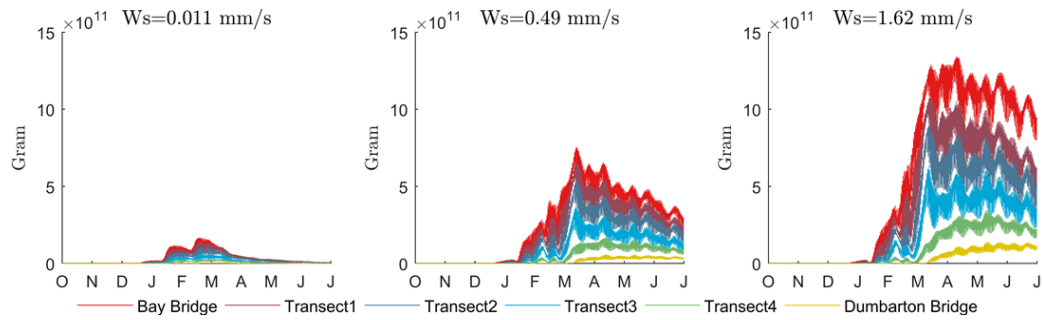 ×10¹¹ Ws=0.011 mm/s
15
10
5
0
Gram
O N D J F M A M J J
×10¹¹ Ws=0.49 mm/s
15
10
5
0
Gram
O N D J F M A M J J
×10¹¹ Ws=1.62 mm/s
15
10
5
0
Gram
O N D J F M A M J J
Bay Bridge Transect1 Transect2 Transect3 Transect4 Dumbarton Bridge